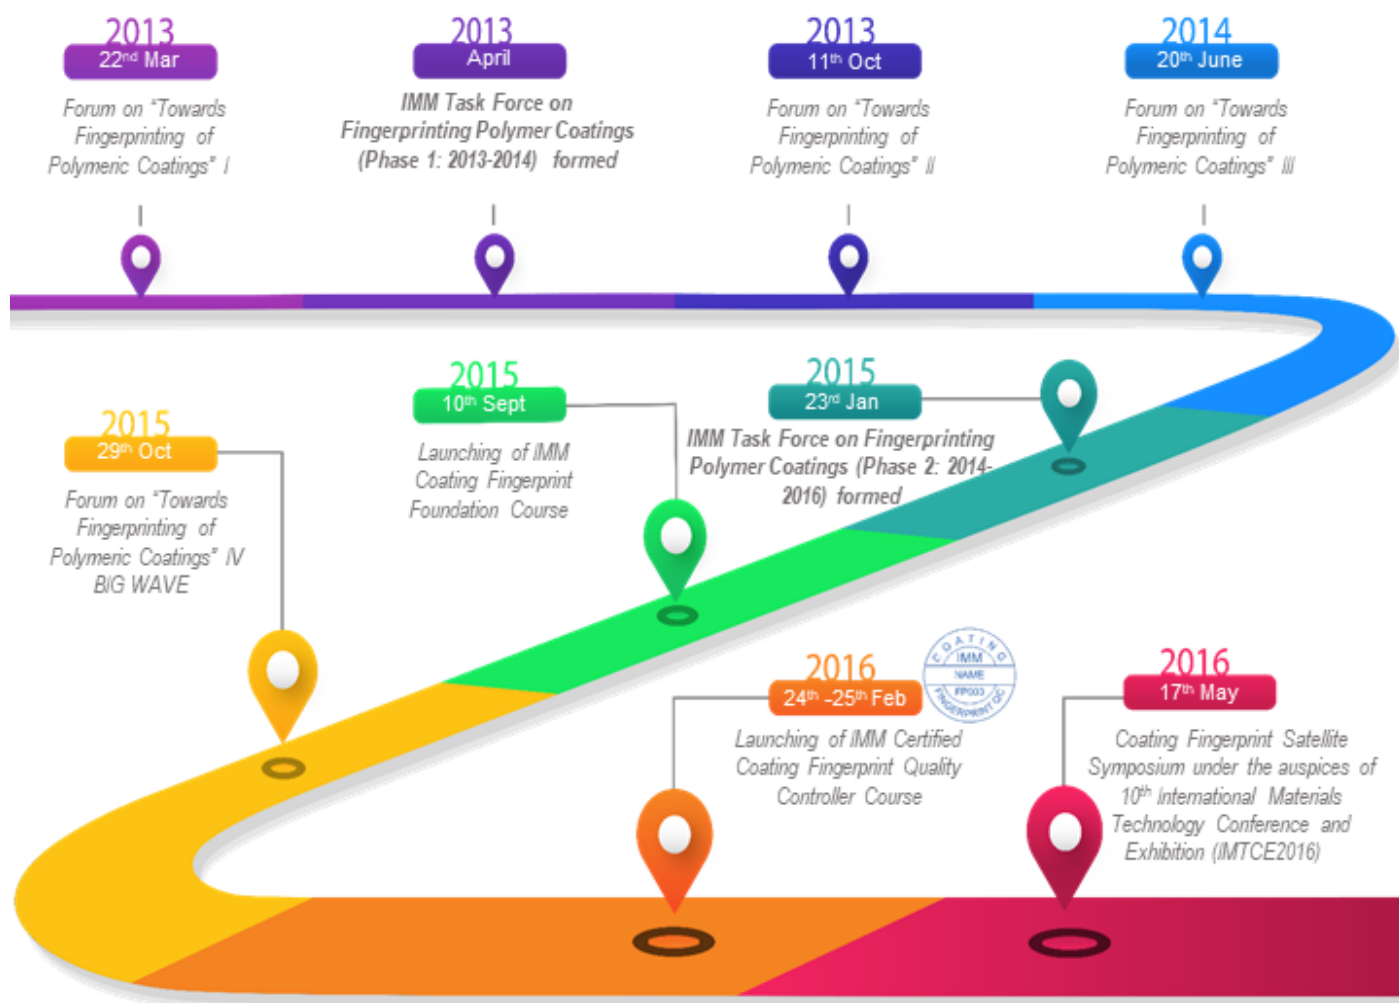 2013
22nd Mar
Forum on "Towards
Fingerprinting of
Polymeric Coatings" I
2013
April
IMM Task Force on
Fingerprinting Polymer Coatings
(Phase 1: 2013-2014) formed
2013
11th Oct
Forum on "Towards
Fingerprinting of
Polymeric Coatings" II
2014
20th June
Forum on "Towards
Fingerprinting of
Polymeric Coatings" III
2015
23rd Jan
IMM Task Force on Fingerprinting
Polymer Coatings (Phase 2: 2014-
2016) formed
2015
10th Sept
Launching of IMM
Coating Fingerprint
Foundation Course
2015
29th Oct
Forum on "Towards
Fingerprinting of
Polymeric Coatings" IV
BIG WAVE
2016
24th -25th Feb
Launching of IMM Certified
Coating Fingerprint Quality
Controller Course
COATING
IMM
NAME
FP000
FINGERPRINT QC
2016
17th May
Coating Fingerprint Satellite
Symposium under the auspices of
10th International Materials
Technology Conference and
Exhibition (IMTCE2016)